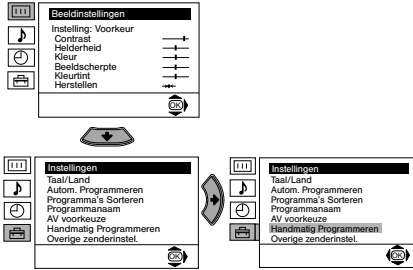 Beeldinstellingen
Instelling: Voorkeur
Contrast
Helderheid
Kleur
Beeldscherpte
Kleurtint
Herstellen
OK
Instellingen
Taal/Land
Autom. Programmeren
Programma's Sorteren
Programmanaam
AV voorkeuze
Handmatig Programmeren
Overige zenderinstel.
OK
Instellingen
Taal/Land
Autom. Programmeren
Programma's Sorteren
Programmanaam
AV voorkeuze
Handmatig Programmeren
Overige zenderinstel.
OK